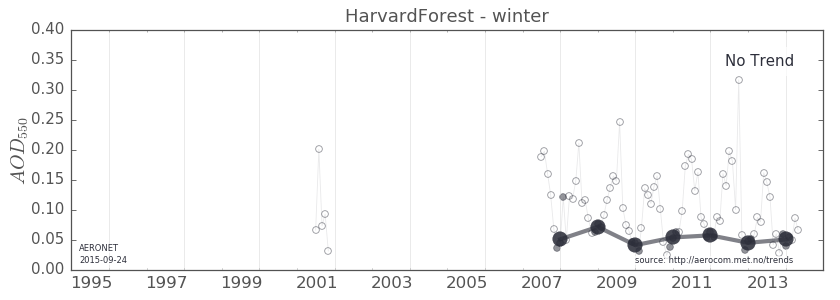 HarvardForest - winter
0.40
0.35
0.30
0.25
0.20
0.15
0.10
0.05
0.00
AOD550
No Trend
AERONET
2015-09-24
source: http://aerocom.met.no/trends
1995 1997 1999 2001 2003 2005 2007 2009 2011 2013